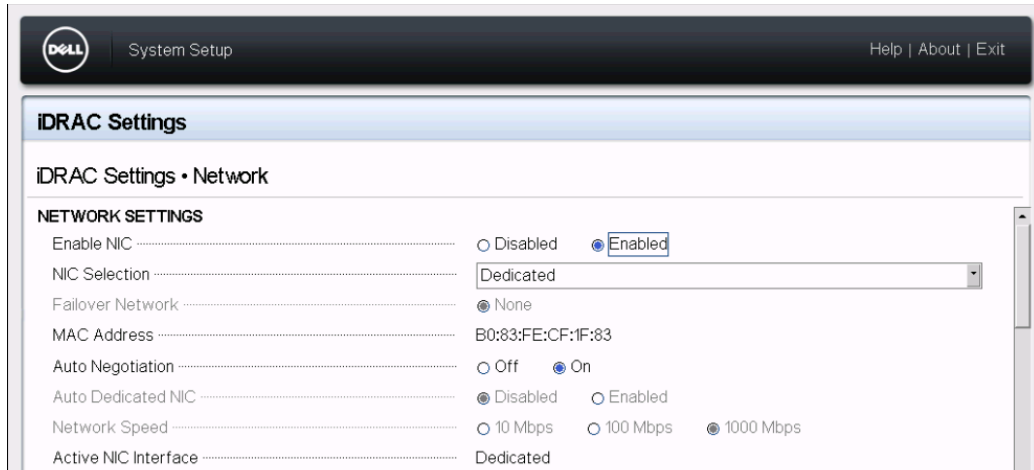 DELL
System Setup
Help | About | Exit
iDRAC Settings
iDRAC Settings • Network
NETWORK SETTINGS
Enable NIC Disabled Enabled
NIC Selection Dedicated
Failover Network None
MAC Address B0:83:FE:CF:1F:83
Auto Negotiation Off On
Auto Dedicated NIC Disabled Enabled
Network Speed 10 Mbps 100 Mbps 1000 Mbps
Active NIC Interface Dedicated